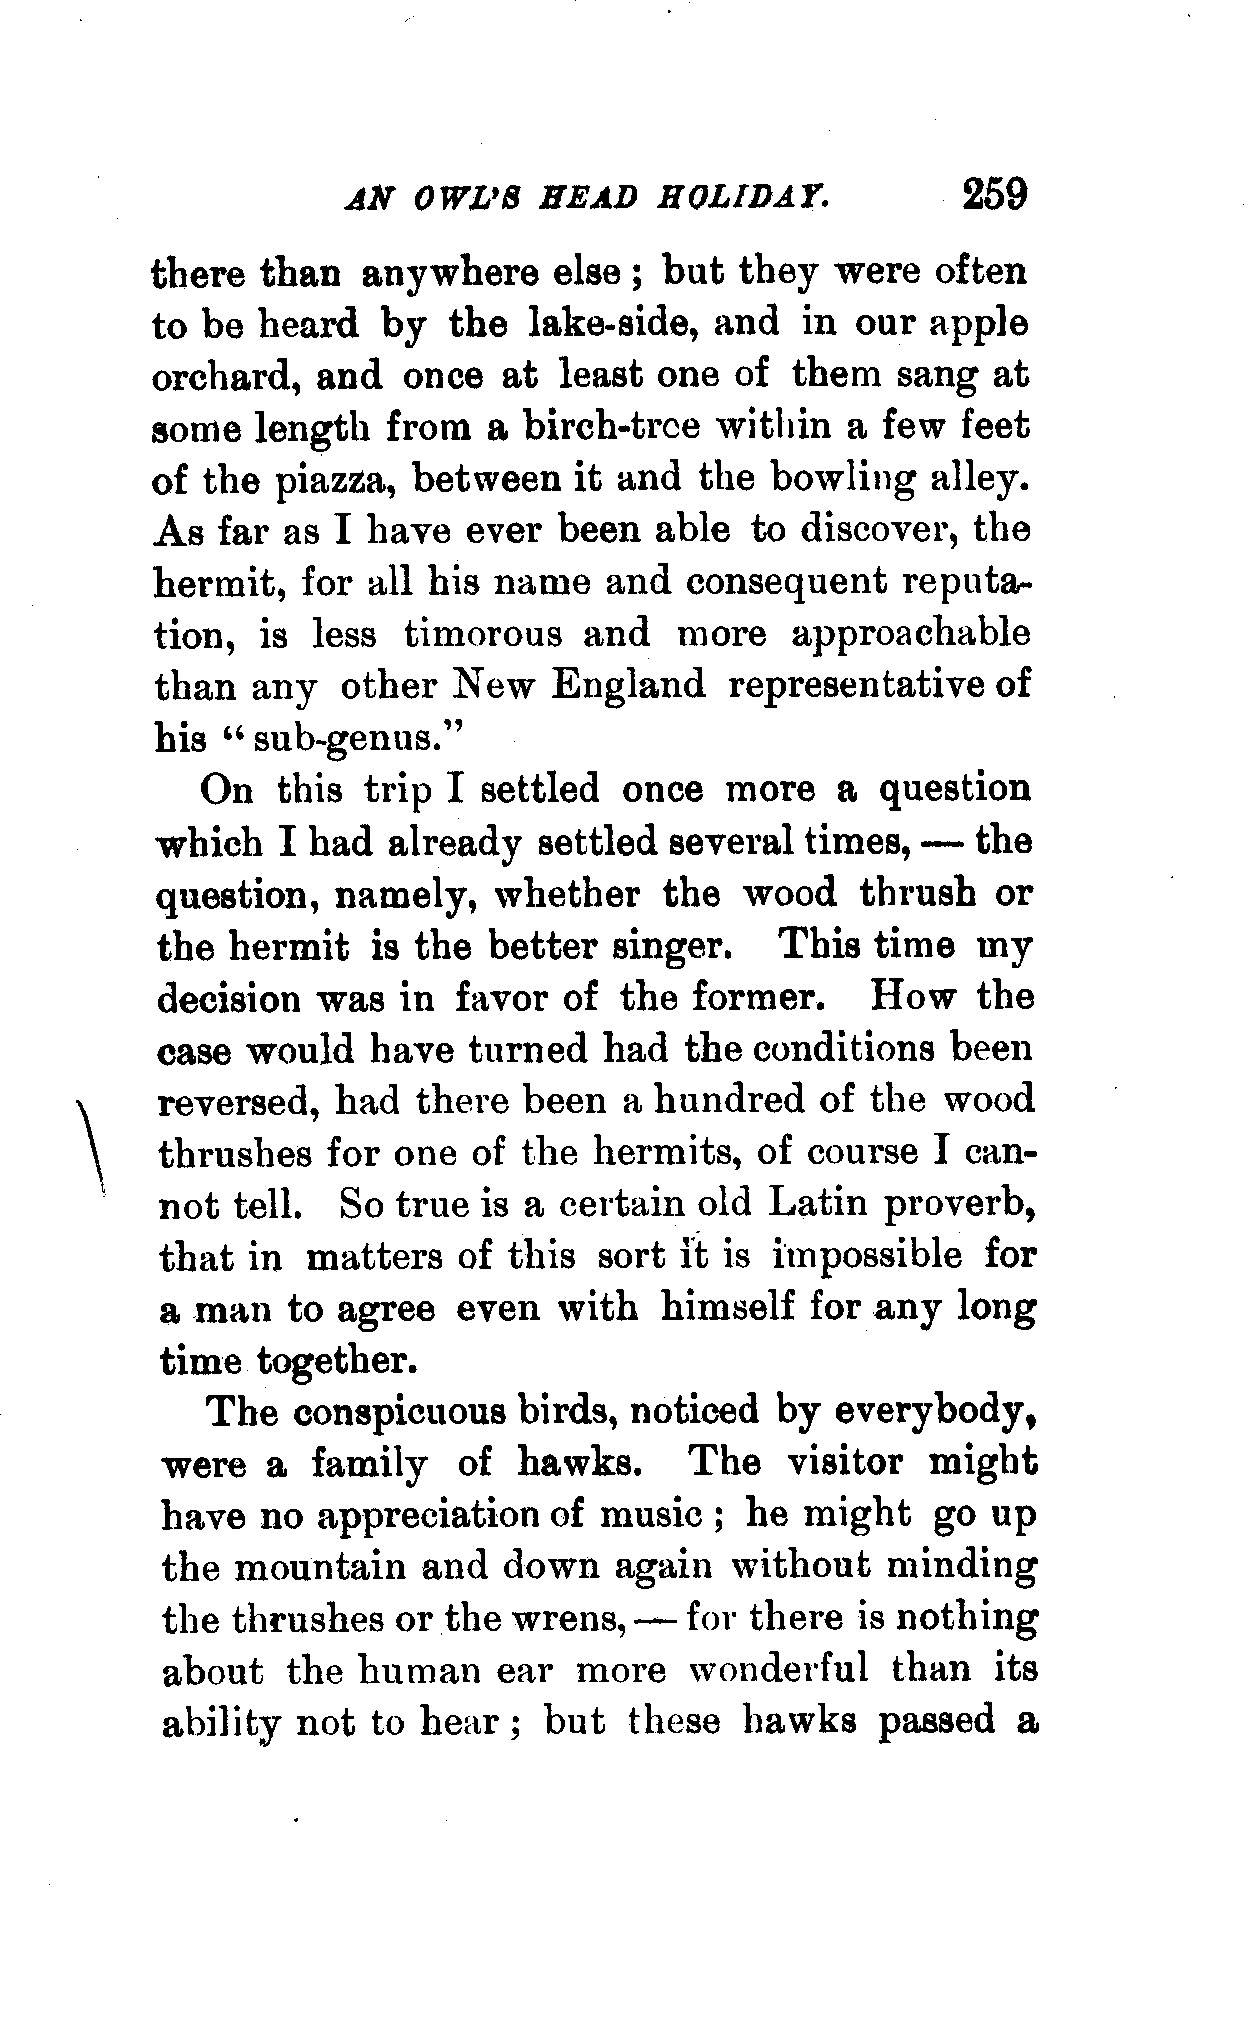 AN OWL'S HEAD HOLIDAY. 259
there than anywhere else ; but they were often
to be heard by the lake-side, and in our apple
orchard, and once at least one of them sang at
some length from a birch-tree within a few feet
of the piazza, between it and the bowling alley.
As far as I have ever been able to discover, the
hermit, for all his name and consequent reputa-
tion, is less timorous and more approachable
than any other New England representative of
his " sub-genus."
On this trip I settled once more a question
which I had already settled several times, — the
question, namely, whether the wood thrush or
the hermit is the better singer. This time my
decision was in favor of the former. How the
case would have turned had the conditions been
reversed, had there been a hundred of the wood
thrushes for one of the hermits, of course I can-
not tell. So true is a certain old Latin proverb,
that in matters of this sort it is impossible for
a man to agree even with himself for any long
time together.
The conspicuous birds, noticed by everybody,
were a family of hawks. The visitor might
have no appreciation of music ; he might go up
the mountain and down again without minding
the thrushes or the wrens, — for there is nothing
about the human ear more wonderful than its
ability not to hear ; but these hawks passed a